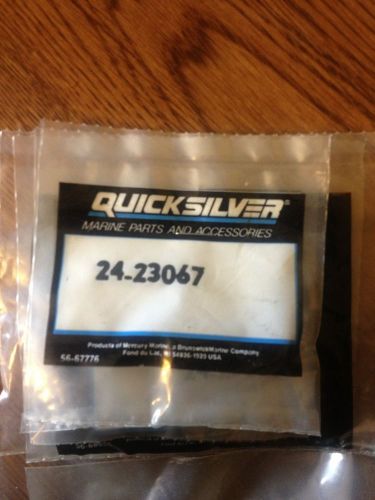 QUICKSILVER®
MARINE PARTS AND ACCESSORIES
24-23067
Products of Mercury Marine, a Brunswick Marine Company
Fond du Lac, WI 54936-1939 USA
56-67776
56-